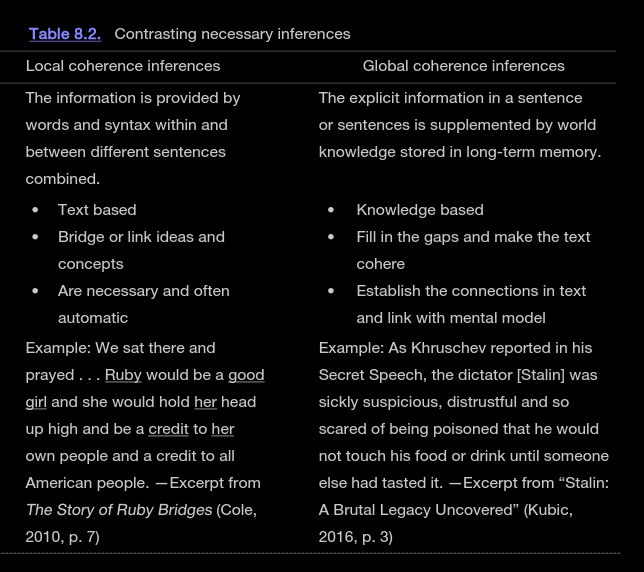 Table 8.2. Contrasting necessary inferences
Local coherence inferences
Global coherence inferences
The information is provided by
words and syntax within and
between different sentences
combined.
• Text based
• Bridge or link ideas and
concepts
• Are necessary and often
automatic
Example: We sat there and
prayed . . . Ruby would be a good
girl and she would hold her head
up high and be a credit to her
own people and a credit to all
American people. —Excerpt from
The Story of Ruby Bridges (Cole,
2010, p. 7)
The explicit information in a sentence
or sentences is supplemented by world
knowledge stored in long-term memory.
• Knowledge based
• Fill in the gaps and make the text
cohere
• Establish the connections in text
and link with mental model
Example: As Khruschev reported in his
Secret Speech, the dictator [Stalin] was
sickly suspicious, distrustful and so
scared of being poisoned that he would
not touch his food or drink until someone
else had tasted it. —Excerpt from “Stalin:
A Brutal Legacy Uncovered” (Kubic,
2016, p. 3)